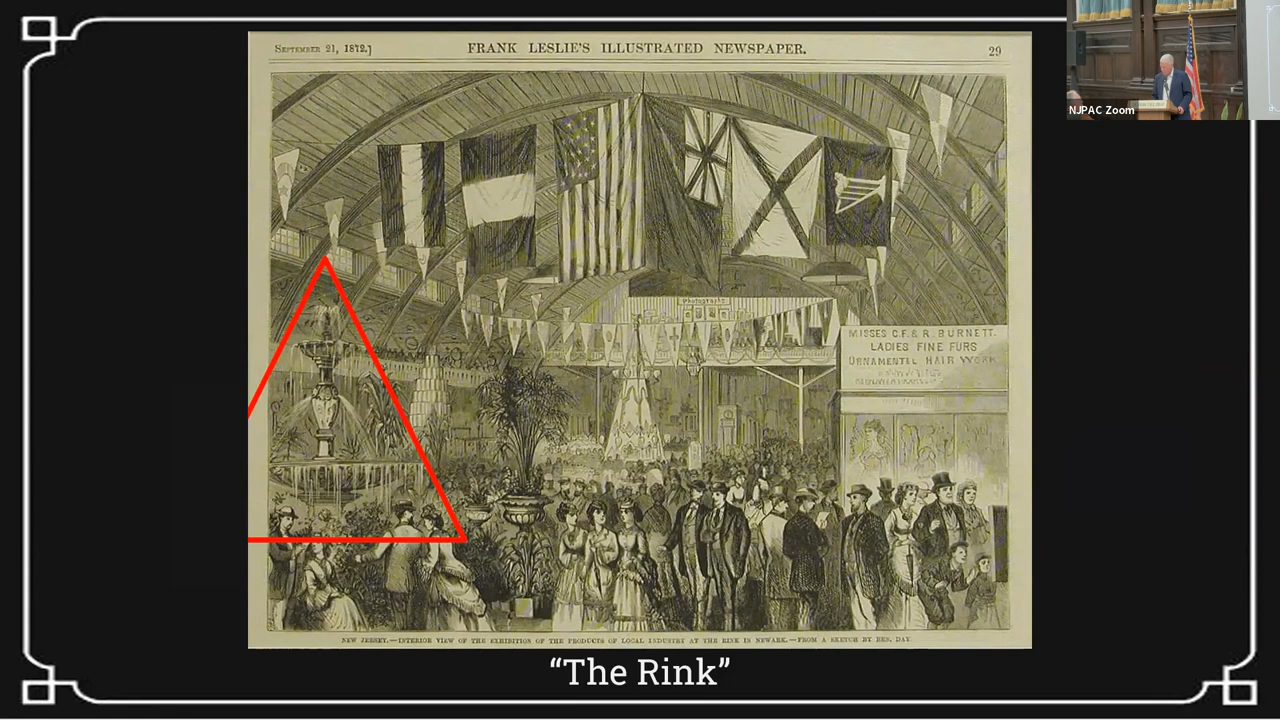 SEPTEMBER 21, 1872.]
FRANK LESLIE'S ILLUSTRATED NEWSPAPER.
29
NJPAC Zoom
Photographs
MISSES C.F. & R. BURNETT.
LADIES FINE FURS
ORNAMENTAL HAIR WORK
NEW JERSEY.—INTERIOR VIEW OF THE EXHIBITION OF THE PRODUCTS OF LOCAL INDUSTRY AT THE RINK IN NEWARK.—FROM A SKETCH BY BEN. DAY.
“The Rink”